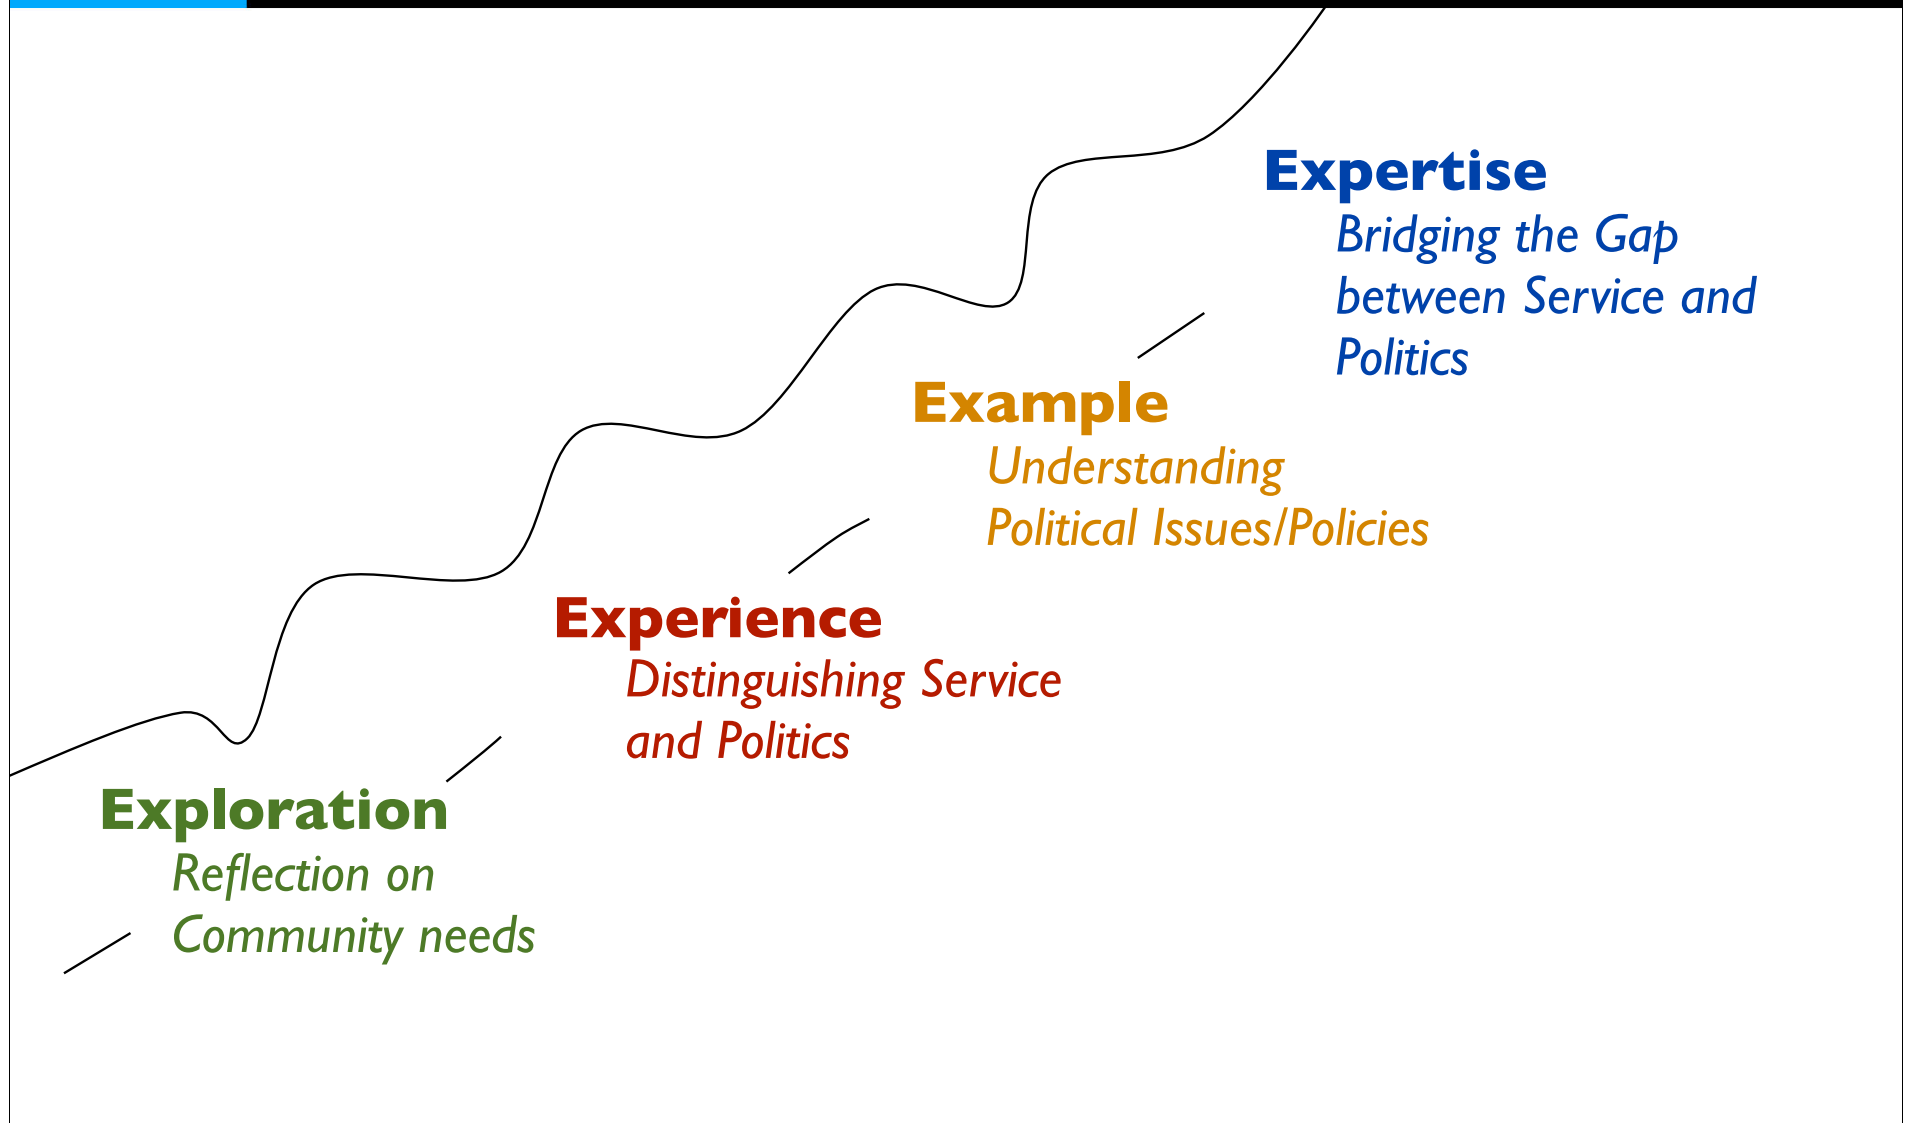 Expertise
Bridging the Gap
between Service and
Politics
Example
Understanding
Political Issues/Policies
Experience
Distinguishing Service
and Politics
Exploration
Reflection on
Community needs